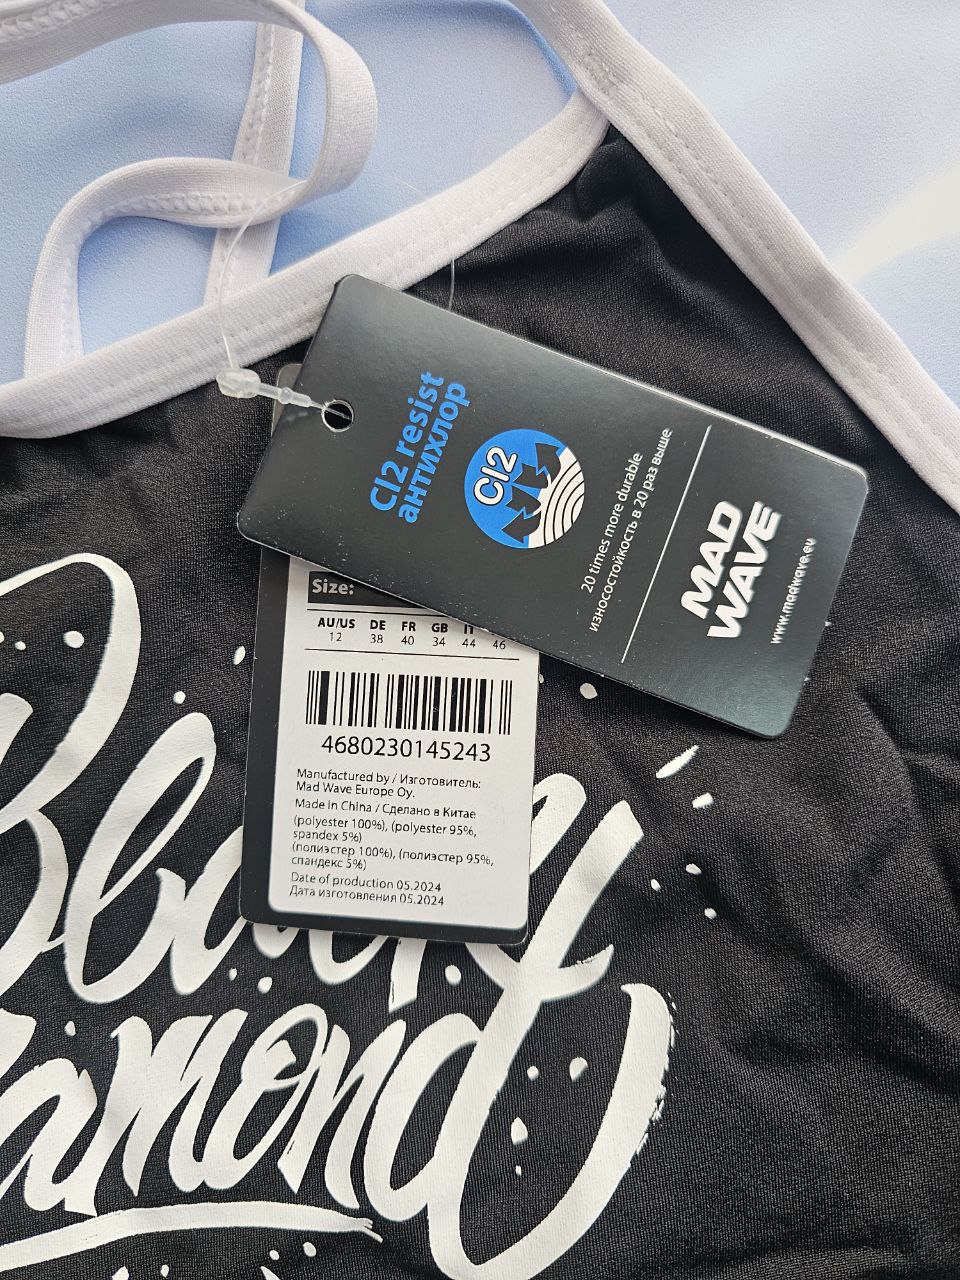 Cl2 resist
антихлор
Cl2
20 times more durable
износостойкость в 20 раз выше
MAD
WAVE
www.madwave.eu
Size:
AU/US DE FR GB IT
12 38 40 34 44 46
4680230145243
Manufactured by / Изготовитель:
Mad Wave Europe Oy.
Made in China / Сделано в Китае
(polyester 100%), (polyester 95%,
spandex 5%)
(полиэстер 100%), (полиэстер 95%,
спандекс 5%)
Date of production 05.2024
Дата изготовления 05.2024